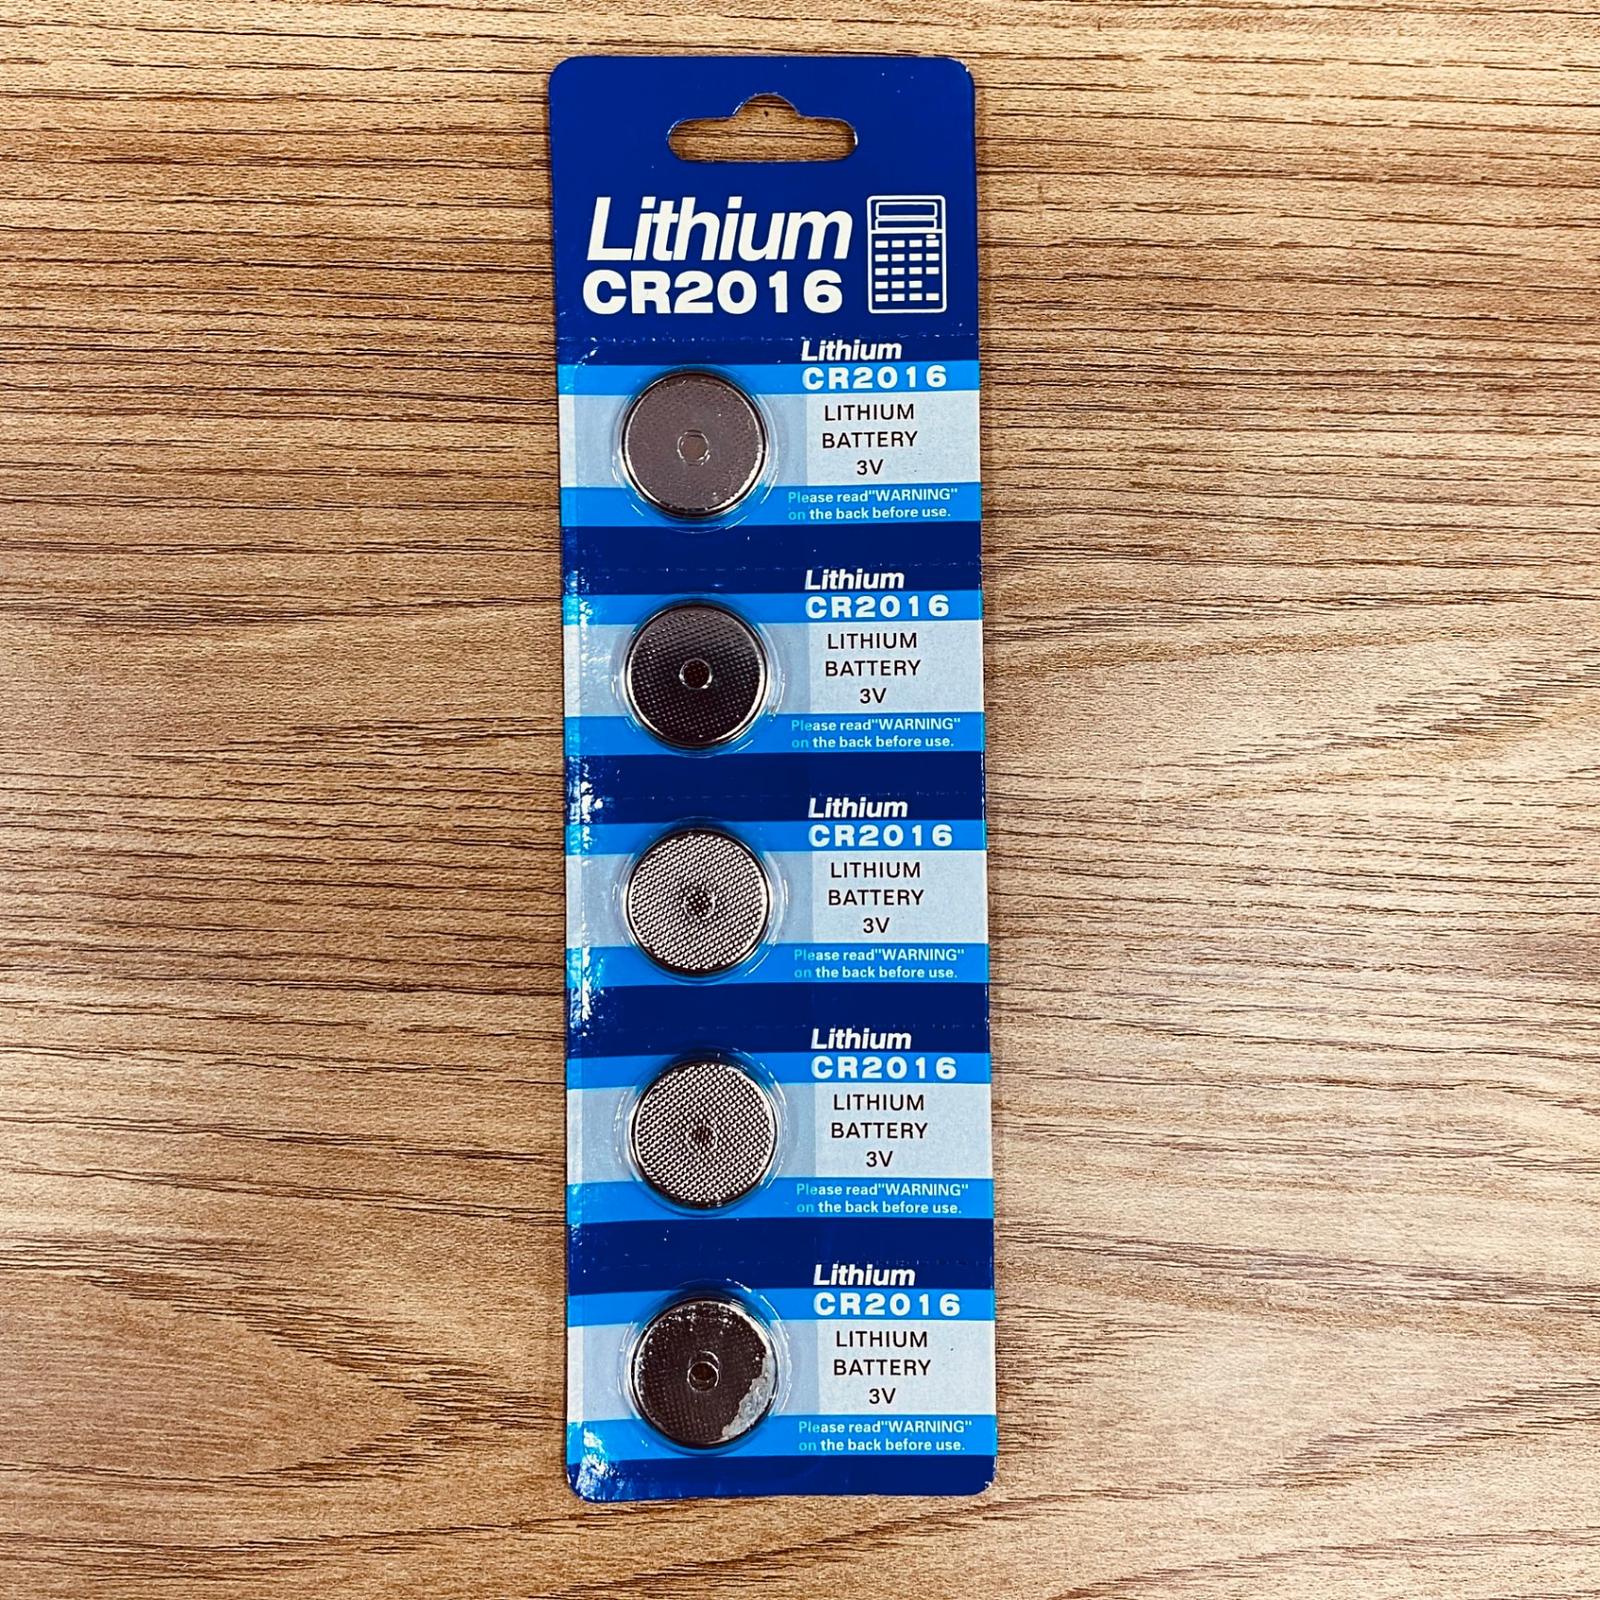 Lithium
CR2016
Lithium
CR2016
LITHIUM
BATTERY
3V
Please read"WARNING"
on the back before use.
Lithium
CR2016
LITHIUM
BATTERY
3V
Please read"WARNING"
on the back before use.
Lithium
CR2016
LITHIUM
BATTERY
3V
Please read"WARNING"
on the back before use.
Lithium
CR2016
LITHIUM
BATTERY
3V
Please read"WARNING"
on the back before use.
Lithium
CR2016
LITHIUM
BATTERY
3V
Please read"WARNING"
on the back before use.